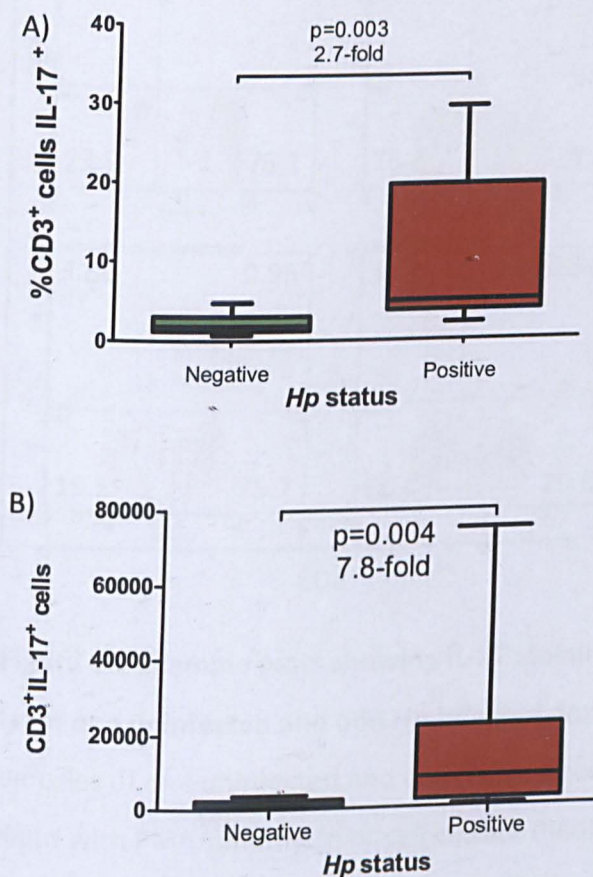 A)
p=0.003
2.7-fold
%CD3+ cells IL-17 +
40
30
20
10
0
Negative
Positive
Hp status
B)
p=0.004
7.8-fold
CD3+IL-17+ cells
80000
60000
40000
20000
0
Negative
Positive
Hp status